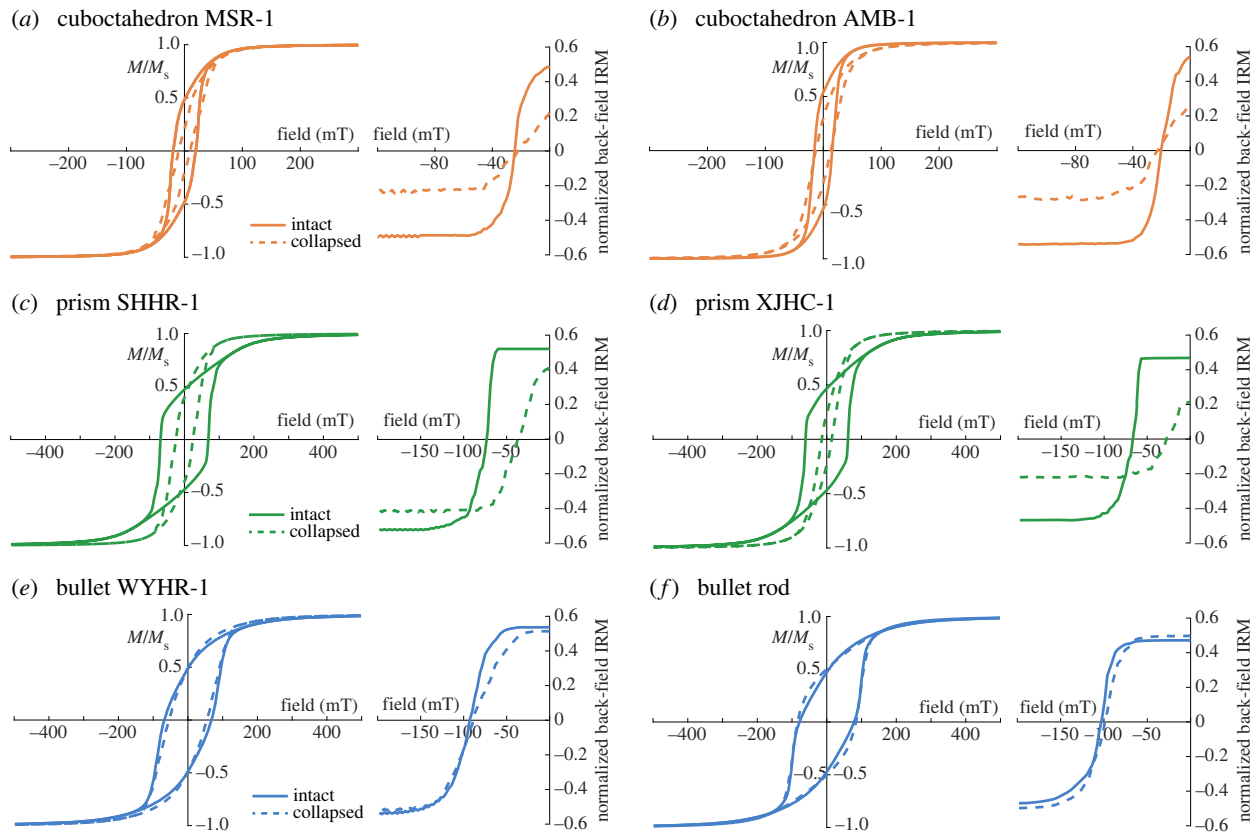 (a) cuboctahedron MSR-1
1.0
M/Ms
0.5
field (mT)
−200 −100 100 200
−0.5
−1.0
intact
collapsed
0.6
0.4
0.2
0
−0.2
−0.4
−0.6
field (mT)
−80 −40
normalized back-field IRM
(b) cuboctahedron AMB-1
1.0
M/Ms
0.5
field (mT)
−200 −100 100 200
−0.5
−1.0
0.6
0.4
0.2
0
−0.2
−0.4
−0.6
field (mT)
−80 −40
normalized back-field IRM
(c) prism SHHR-1
1.0
M/Ms
0.5
field (mT)
−400 −200 200 400
−0.5
−1.0
intact
collapsed
0.6
0.4
0.2
0
−0.2
−0.4
−0.6
field (mT)
−150 −100 -50
normalized back-field IRM
(d) prism XJHC-1
1.0
M/Ms
0.5
field (mT)
−400 −200 200 400
−0.5
−1.0
0.6
0.4
0.2
0
−0.2
−0.4
−0.6
field (mT)
−150 −100 -50
normalized back-field IRM
(e) bullet WYHR-1
1.0
M/Ms
0.5
field (mT)
−400 −200 200 400
−0.5
−1.0
intact
collapsed
0.6
0.4
0.2
0
−0.2
−0.4
−0.6
field (mT)
−150 −100 -50
normalized back-field IRM
(f) bullet rod
1.0
M/Ms
0.5
field (mT)
−400 −200 200 400
−0.5 −0.5
−1.0
0.6
0.4
0.2
0
−0.2
−0.4
−0.6
field (mT)
−150 −100 -50
normalized back-field IRM